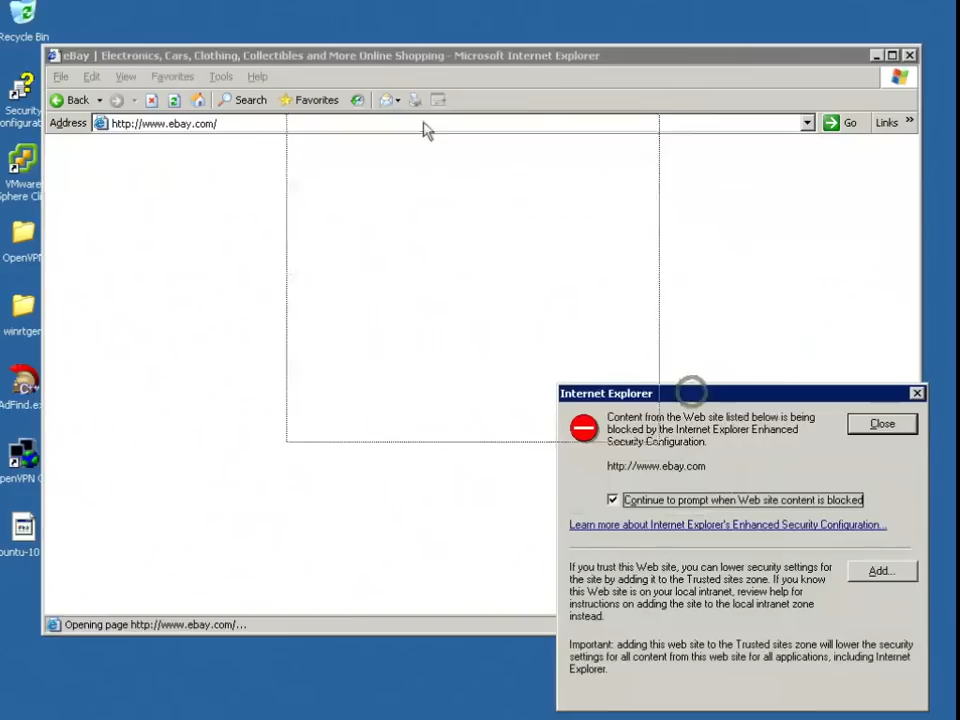 Recycle Bin
eBay | Electronics, Cars, Clothing, Collectibles and More Online Shopping - Microsoft Internet Explorer
File Edit View Favorites Tools Help
Back Search Favorites
Address http://www.ebay.com/ Go Links »
Security
onfigurat
VMware
Sphere Cli
OpenVPN
winrtger
AdFind.ex
penVPN G
ubuntu-10
Internet Explorer
Content from the Web site listed below is being
blocked by the Internet Explorer Enhanced
Security Configuration.
Close
http://www.ebay.com
Continue to prompt when Web site content is blocked
Learn more about Internet Explorer's Enhanced Security Configuration...
If you trust this Web site, you can lower security settings for
the site by adding it to the Trusted sites zone. If you know
this Web site is on your local intranet, review help for
instructions on adding the site to the local intranet zone
instead.
Add...
Important: adding this web site to the Trusted sites zone will lower the security
settings for all content from this web site for all applications, including Internet
Explorer.
Opening page http://www.ebay.com/...